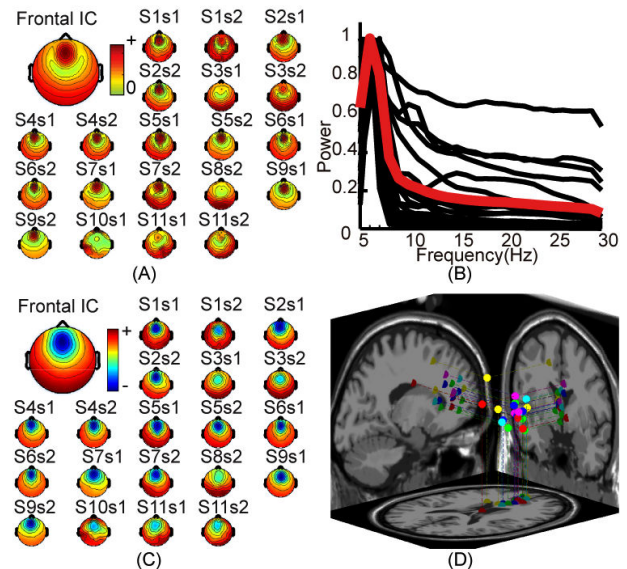 Frontal IC
+
0
S1s1 S1s2 S2s1
S2s2 S3s1 S3s2
S4s1 S4s2 S5s1 S5s2 S6s1
S6s2 S7s1 S7s2 S8s2 S9s1
S9s2 S10s1 S11s1 S11s2
(A)
Power
1
0.8
0.6
0.4
0.2
0
5 10 15 20 25 30
Frequency(Hz)
(B)
Frontal IC
+
-
S1s1 S1s2 S2s1
S2s2 S3s1 S3s2
S4s1 S4s2 S5s1 S5s2 S6s1
S6s2 S7s1 S7s2 S8s2 S9s1
S9s2 S10s1 S11s1 S11s2
(C)
(D)